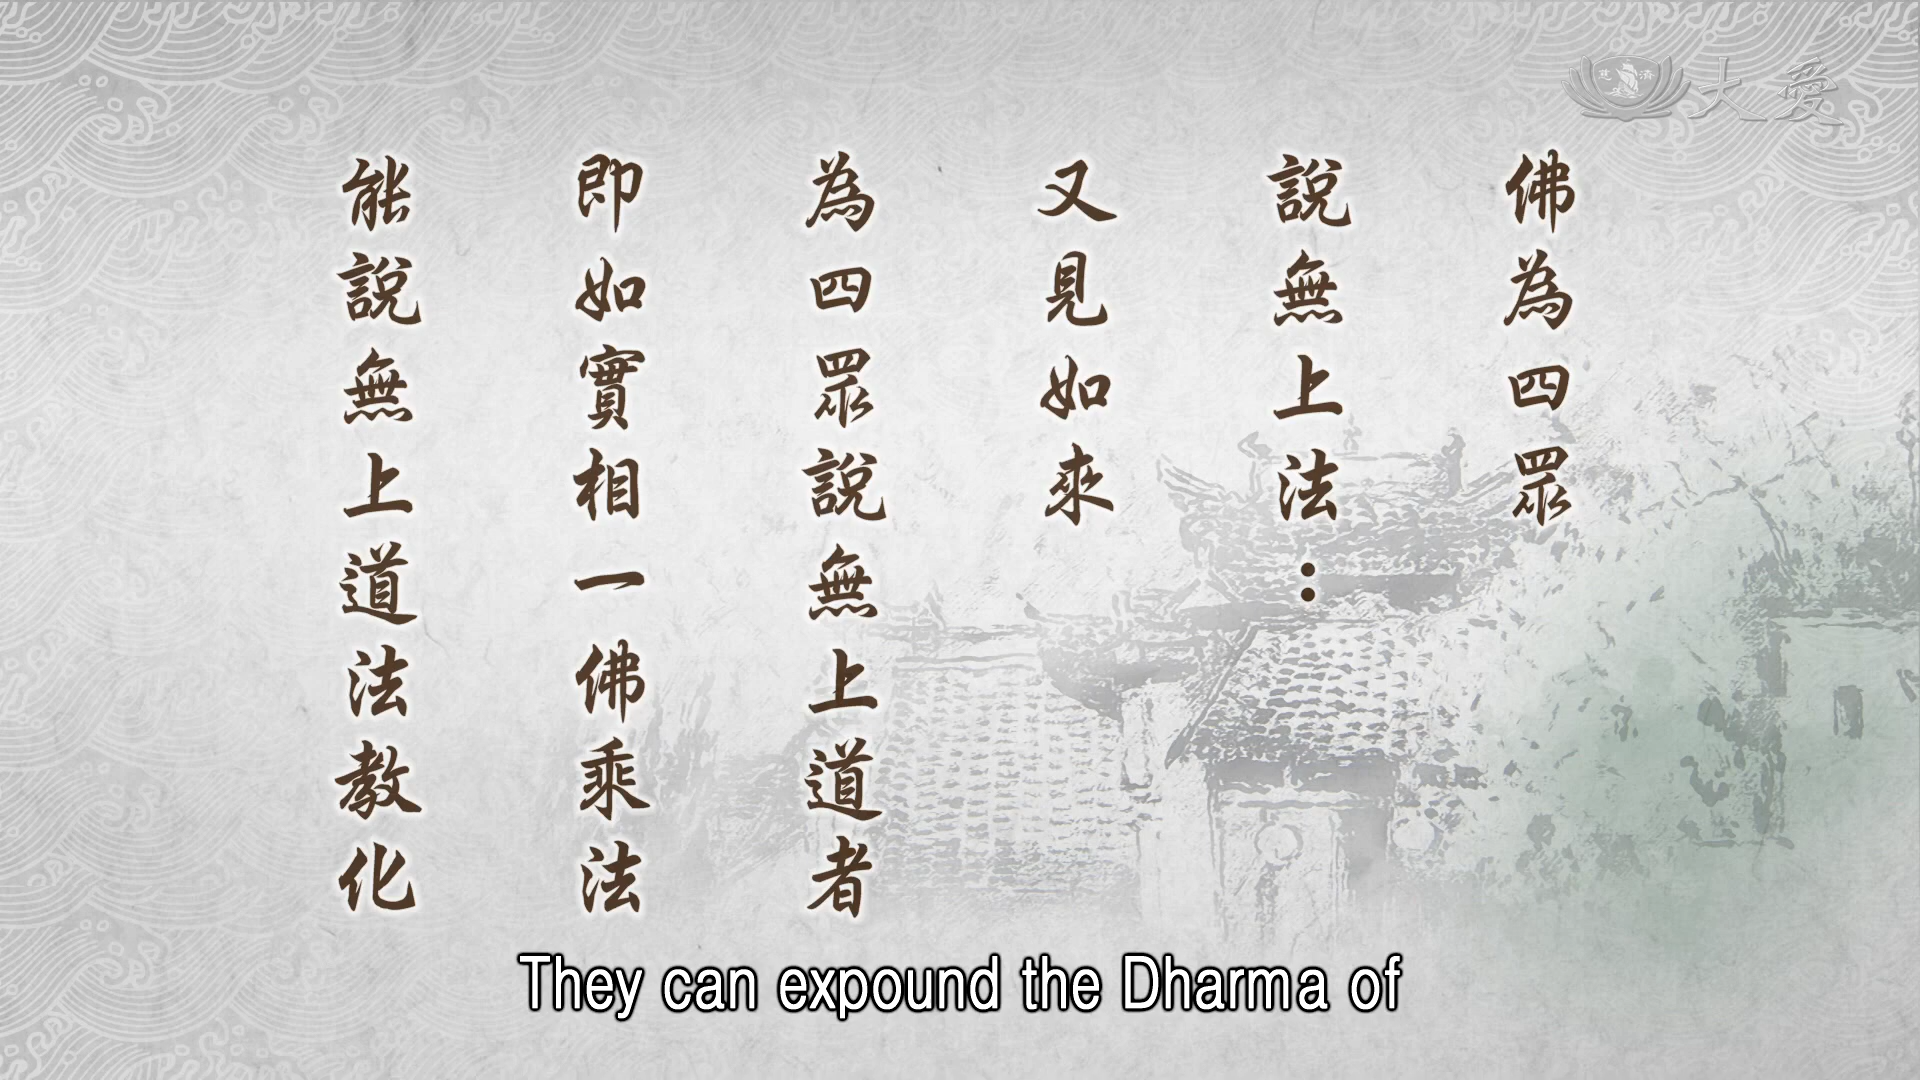 慈濟
大愛
佛為四眾
說無上法：
又見如來
為四眾說無上道者
即如實相一佛乘法
能說無上道法教化
They can expound the Dharma of